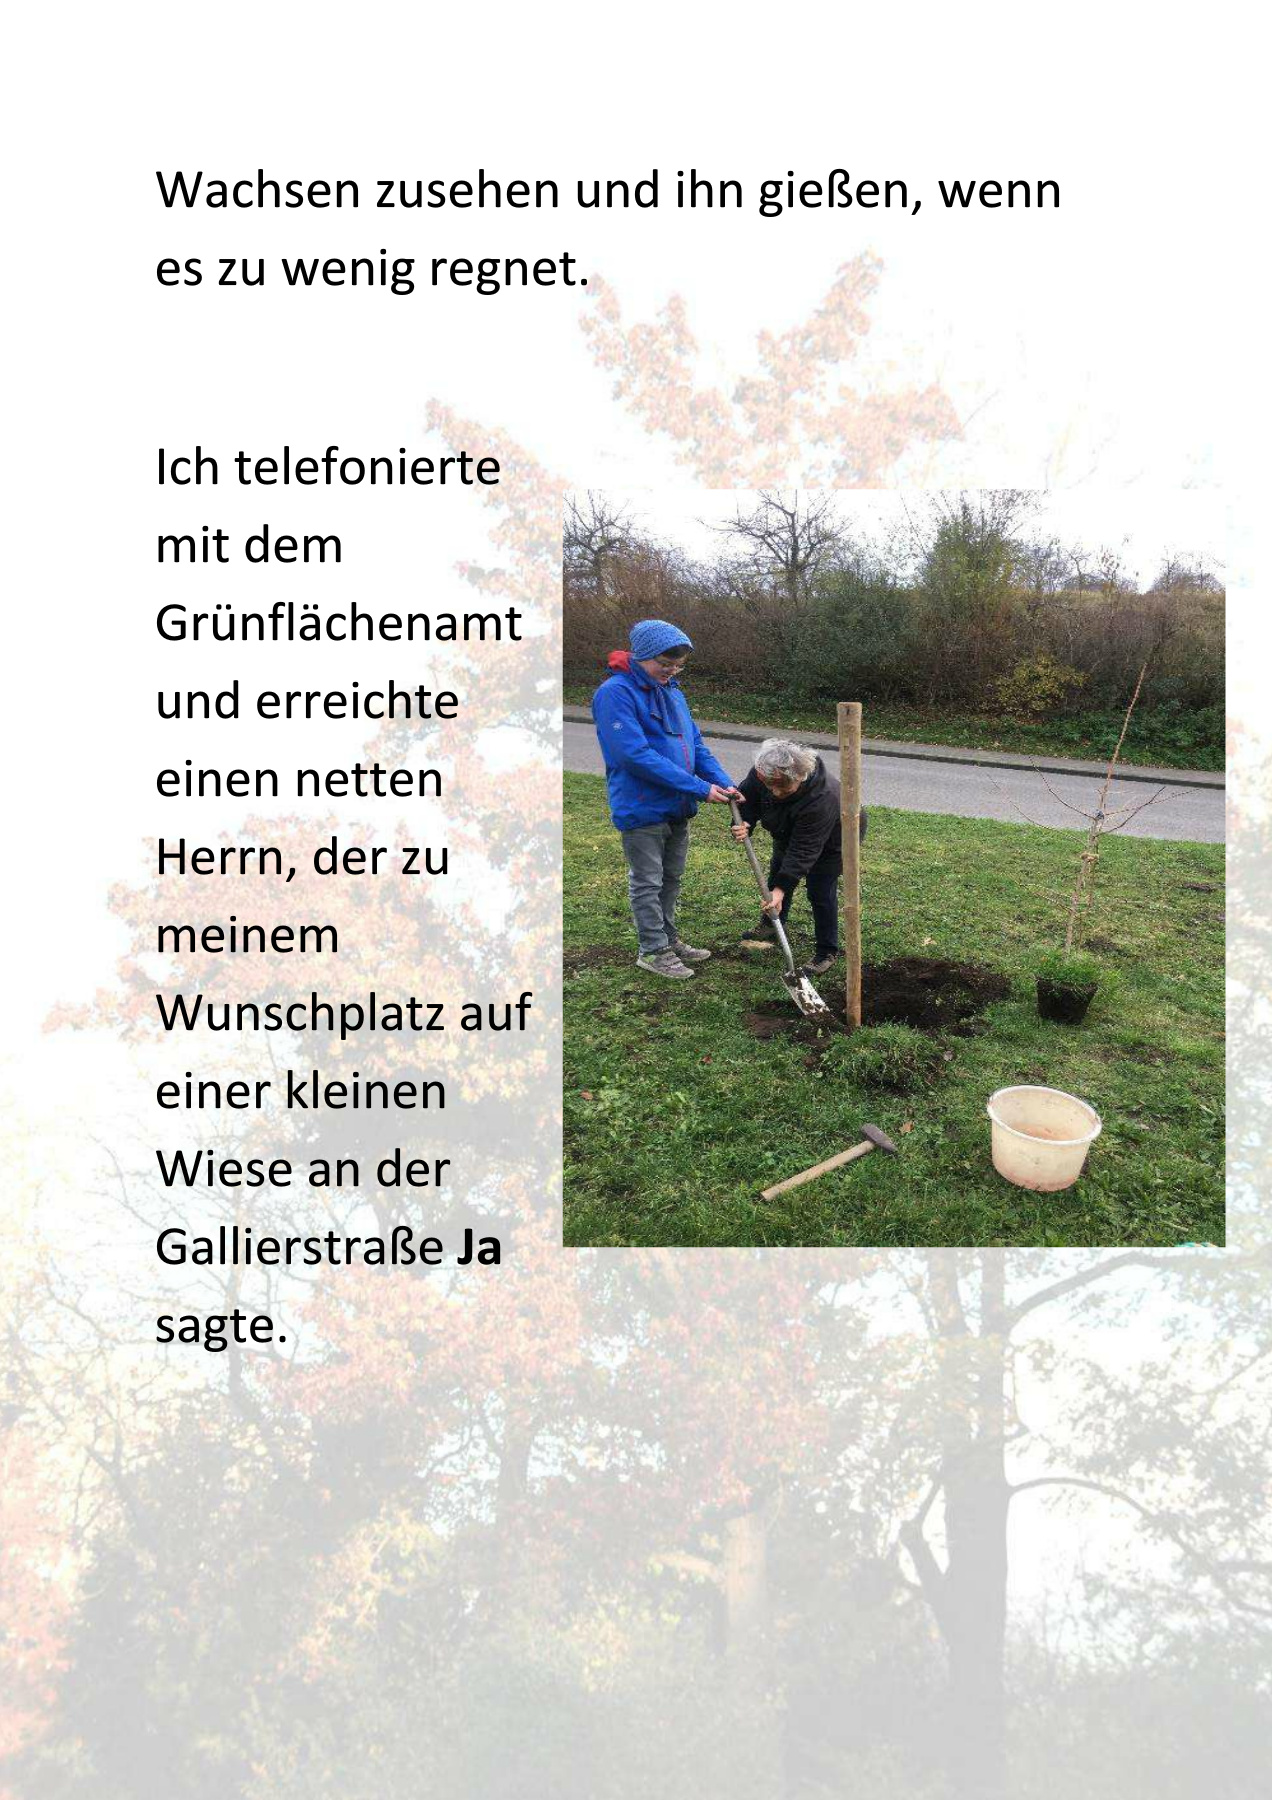 Wachsen zusehen und ihn gießen, wenn
es zu wenig regnet.
Ich telefonierte
mit dem
Grünflächenamt
und erreichte
einen netten
Herrn, der zu
meinem
Wunschplatz auf
einer kleinen
Wiese an der
Gallierstraße Ja
sagte.